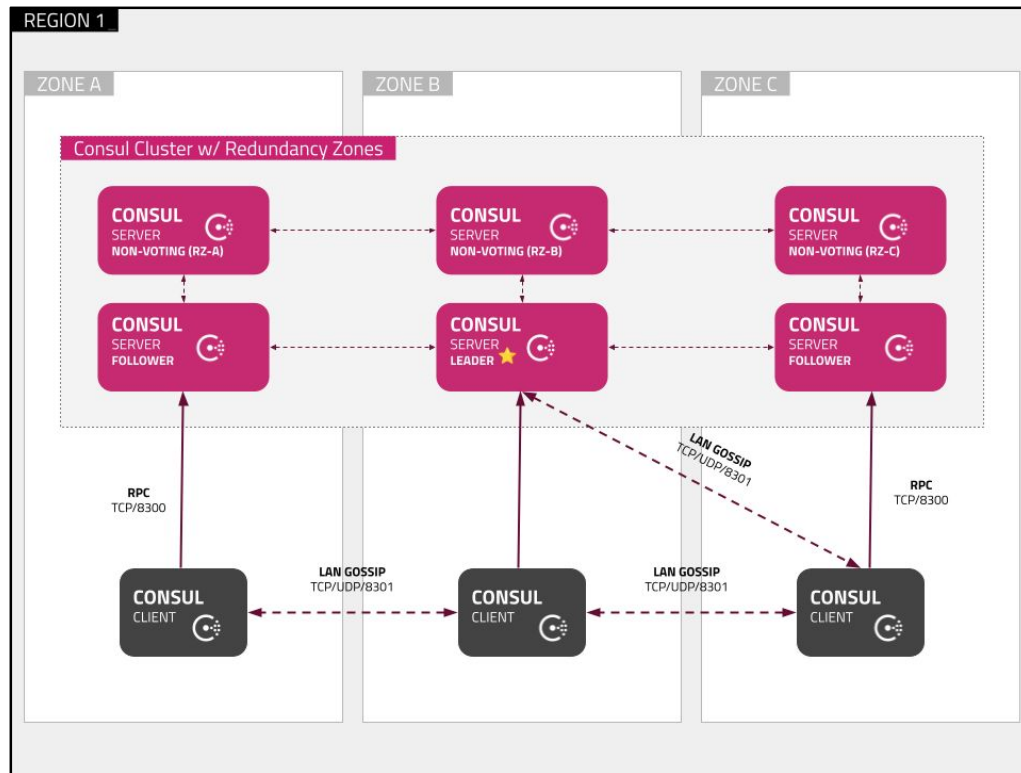 REGION 1
ZONE A
ZONE B
ZONE C
Consul Cluster w/ Redundancy Zones
CONSUL
SERVER
NON-VOTING (RZ-A)
CONSUL
SERVER
NON-VOTING (RZ-B)
CONSUL
SERVER
NON-VOTING (RZ-C)
CONSUL
SERVER
FOLLOWER
CONSUL
SERVER
LEADER
CONSUL
SERVER
FOLLOWER
LAN GOSSIP
TCP/UDP/8301
RPC
TCP/8300
RPC
TCP/8300
LAN GOSSIP
TCP/UDP/8301
LAN GOSSIP
TCP/UDP/8301
CONSUL
CLIENT
CONSUL
CLIENT
CONSUL
CLIENT